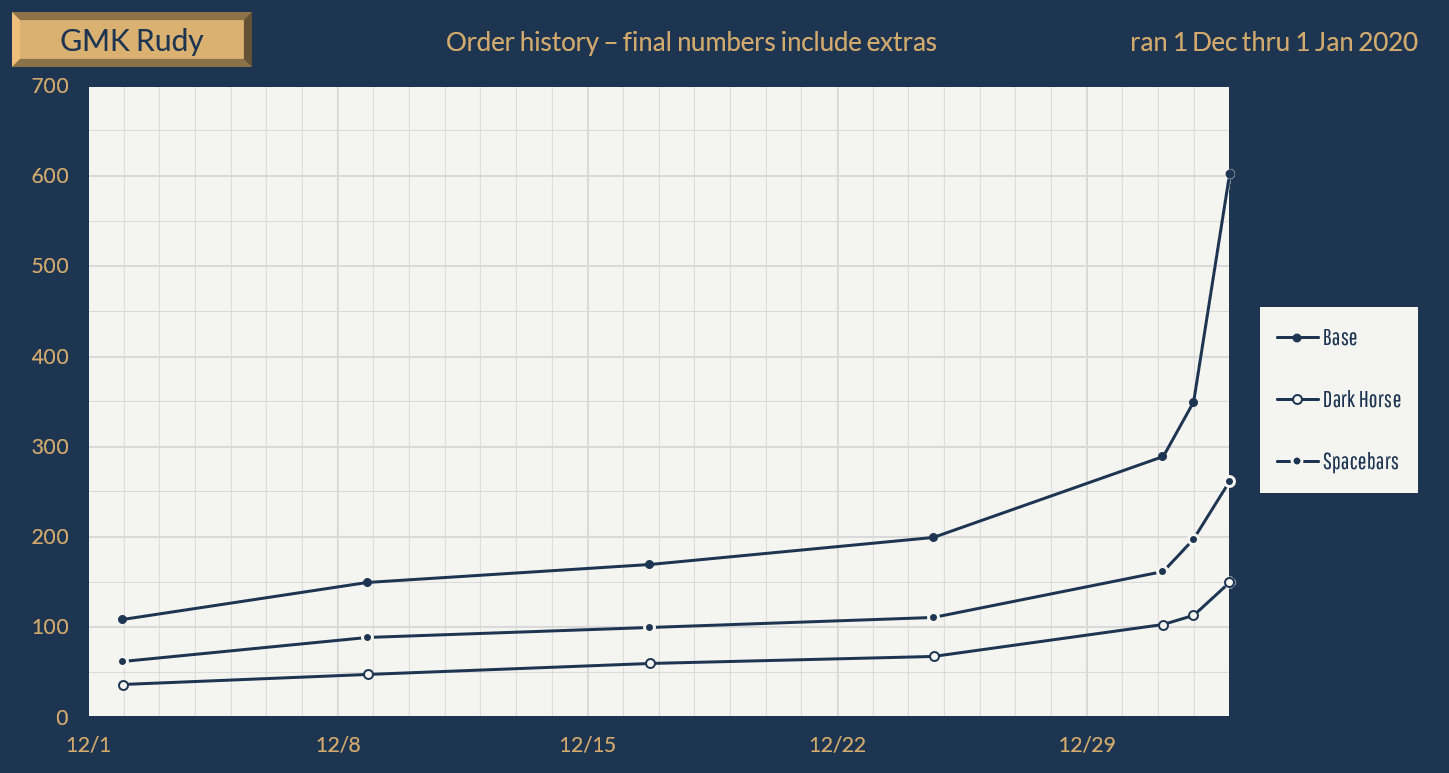 GMK Rudy
Order history – final numbers include extras
ran 1 Dec thru 1 Jan 2020
700
600
500
400
300
200
100
0
12/1
12/8
12/15
12/22
12/29
Base
Dark Horse
Spacebars